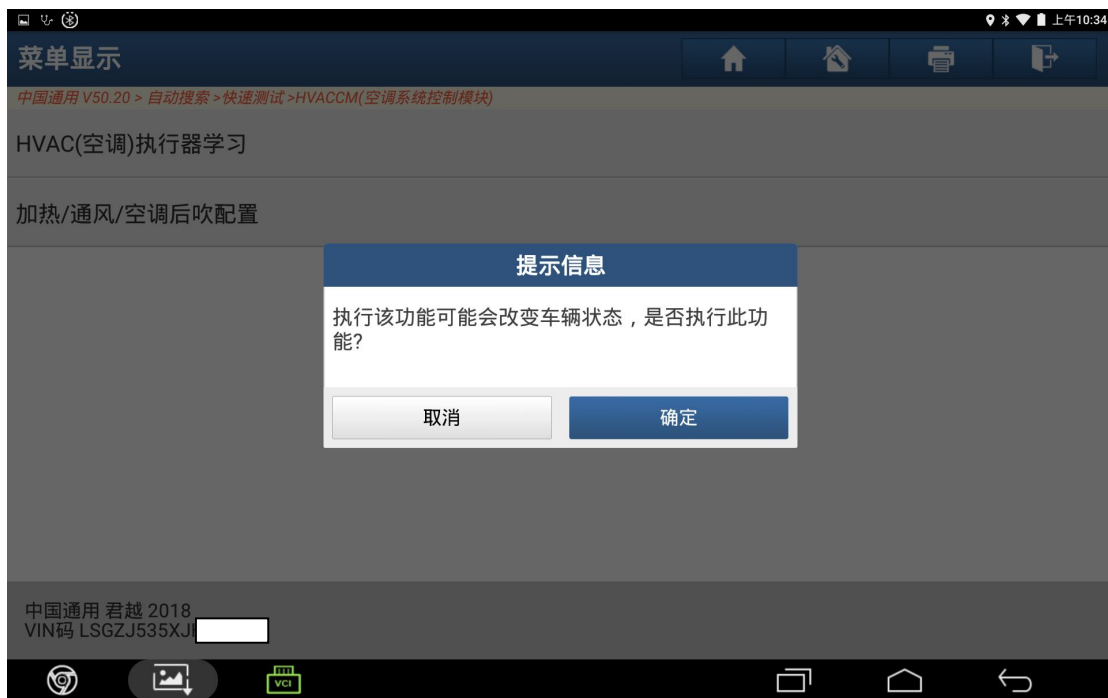 上午10:34
菜单显示
中国通用 V50.20 > 自动搜索 >快速测试 >HVACCM(空调系统控制模块)
HVAC(空调)执行器学习
加热/通风/空调后吹配置
提示信息
执行该功能可能会改变车辆状态，是否执行此功
能?
取消
确定
中国通用 君越 2018
VIN码 LSGZJ535XJ
VCI